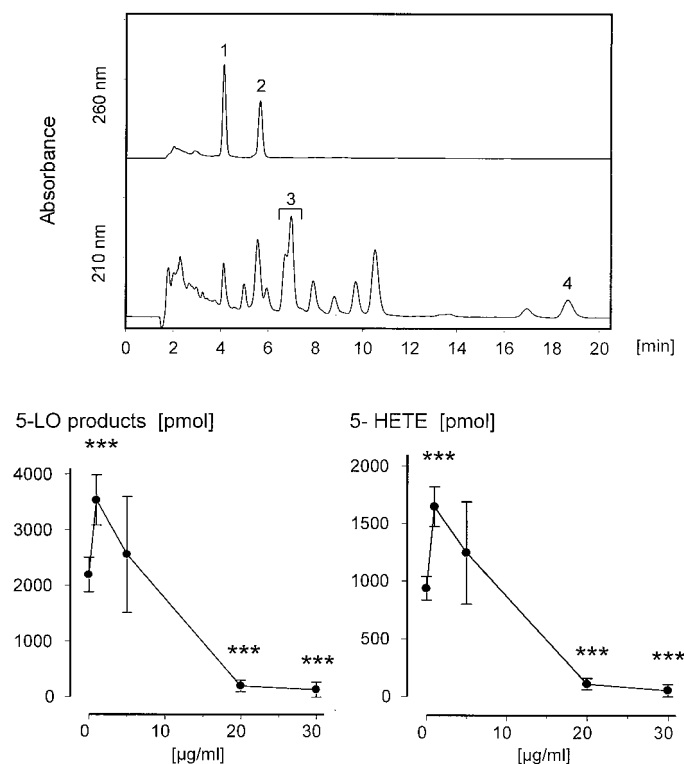 Absorbance
260 nm
1
2
210 nm
3
4
0 2 4 6 8 10 12 14 16 18 20 [min]
5-LO products [pmol]
***
4000
3000
2000
1000
0
***
***
0 10 20 30
[µg/ml]
5- HETE [pmol]
***
2000
1500
1000
500
0
***
***
0 10 20 30
[µg/ml]